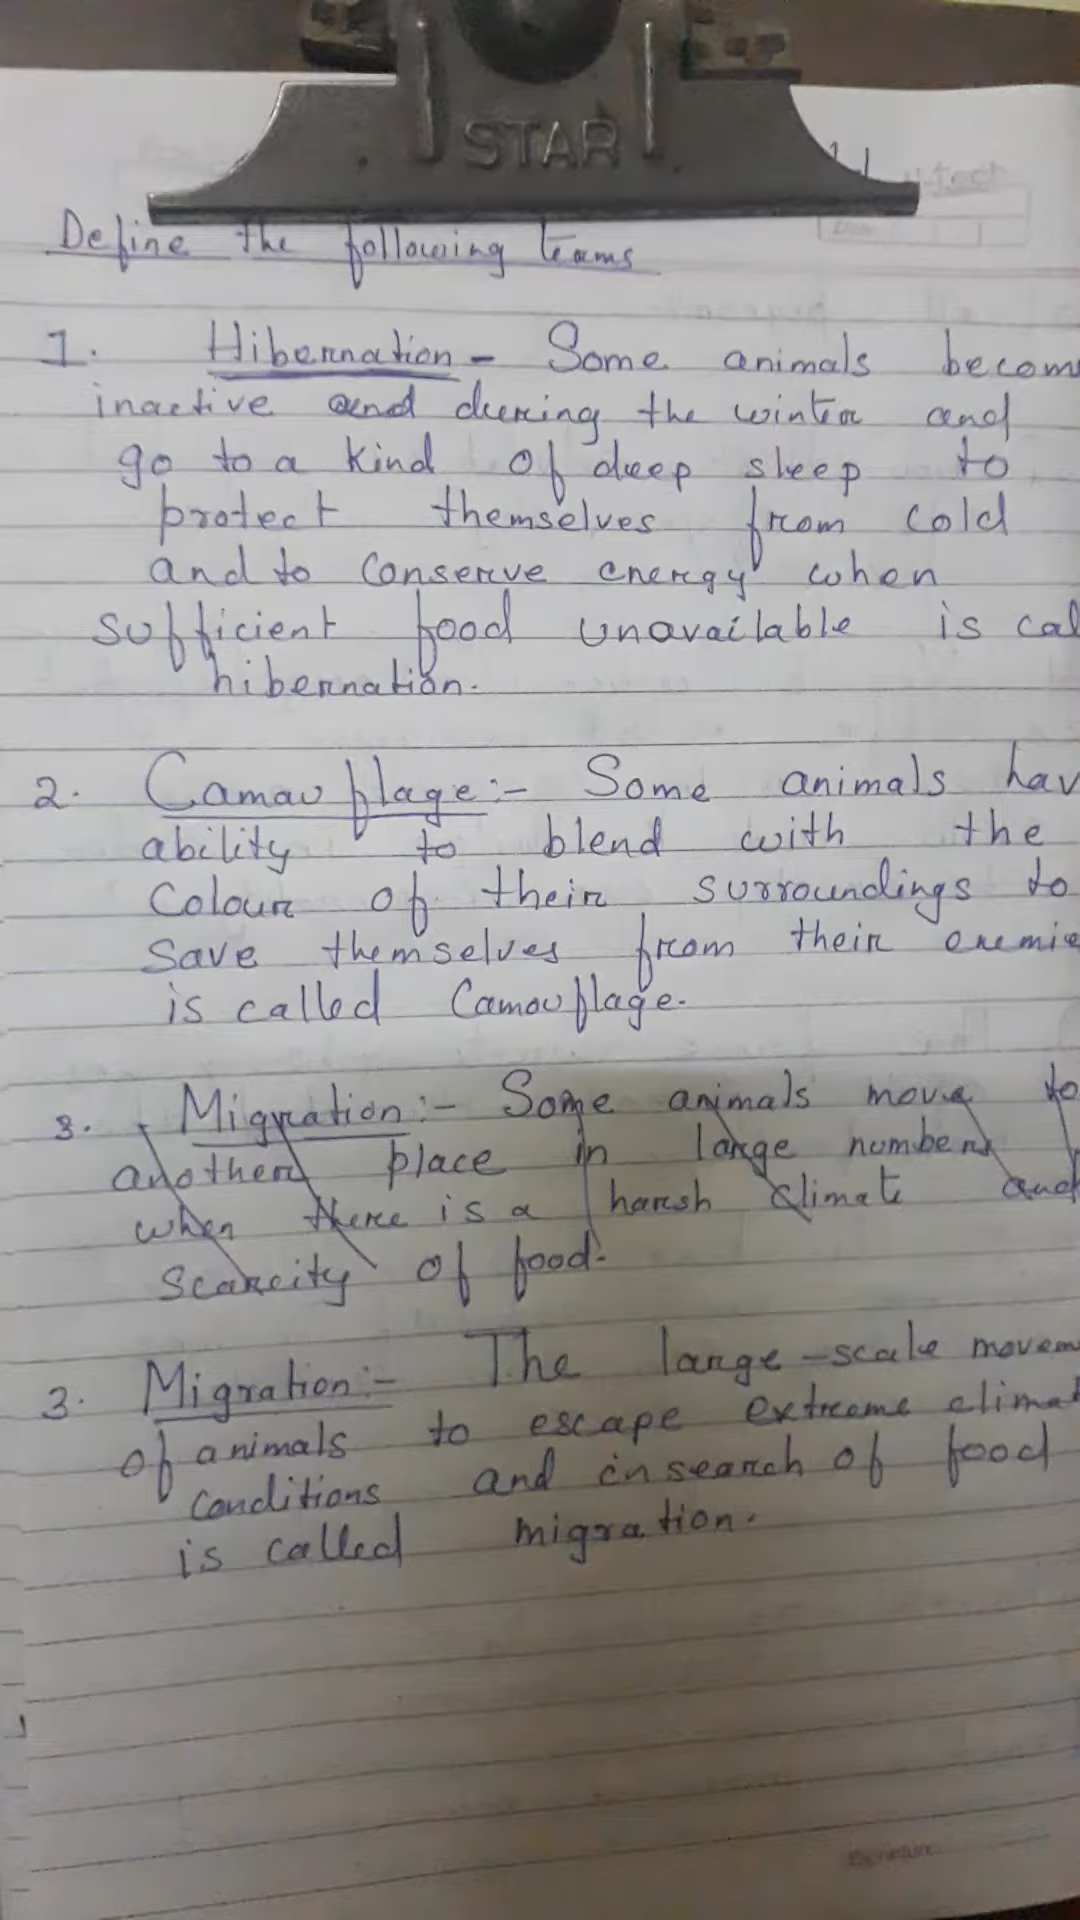 STAR
Define the following terms
1. Hibernation - Some animals becom
inactive and during the winter and
go to a kind of deep sleep to
protect themselves from cold
and to conserve energy when
sufficient food unavailable is cal
hibernation.
2. Camouflage :- Some animals hav
ability to blend with the
Colour of their surroundings to
save themselves from their enemie
is called Camouflage.
3. Migration :- Some animals move to
another place in large numbers
when there is a harsh climate and
Scarcity of food.
3. Migration :- The large-scale movem
of animals to escape extreme climat
conditions and in search of food
is called migration.